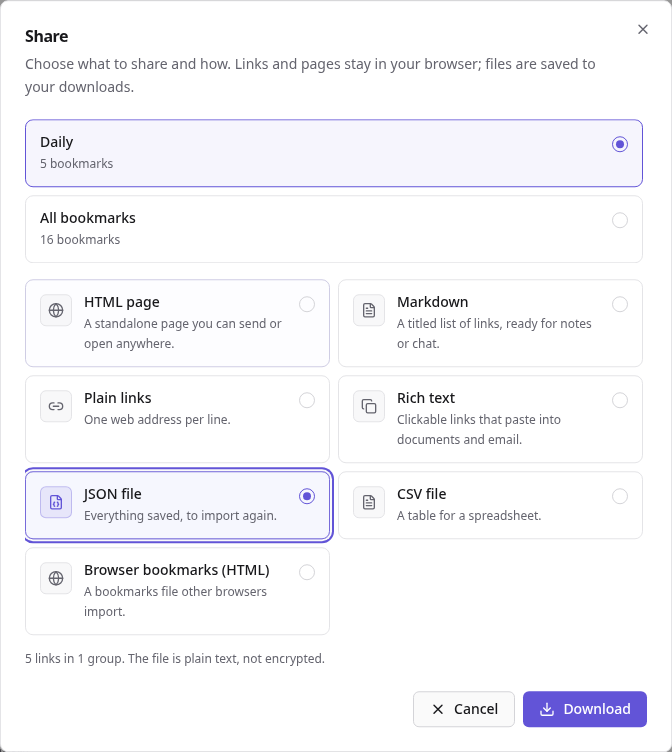 Share
Choose what to share and how. Links and pages stay in your browser; files are saved to
your downloads.
Daily
5 bookmarks
All bookmarks
16 bookmarks
HTML page
A standalone page you can send or
open anywhere.
Markdown
A titled list of links, ready for notes
or chat.
Plain links
One web address per line.
Rich text
Clickable links that paste into
documents and email.
JSON file
Everything saved, to import again.
CSV file
A table for a spreadsheet.
Browser bookmarks (HTML)
A bookmarks file other browsers
import.
5 links in 1 group. The file is plain text, not encrypted.
Cancel
Download